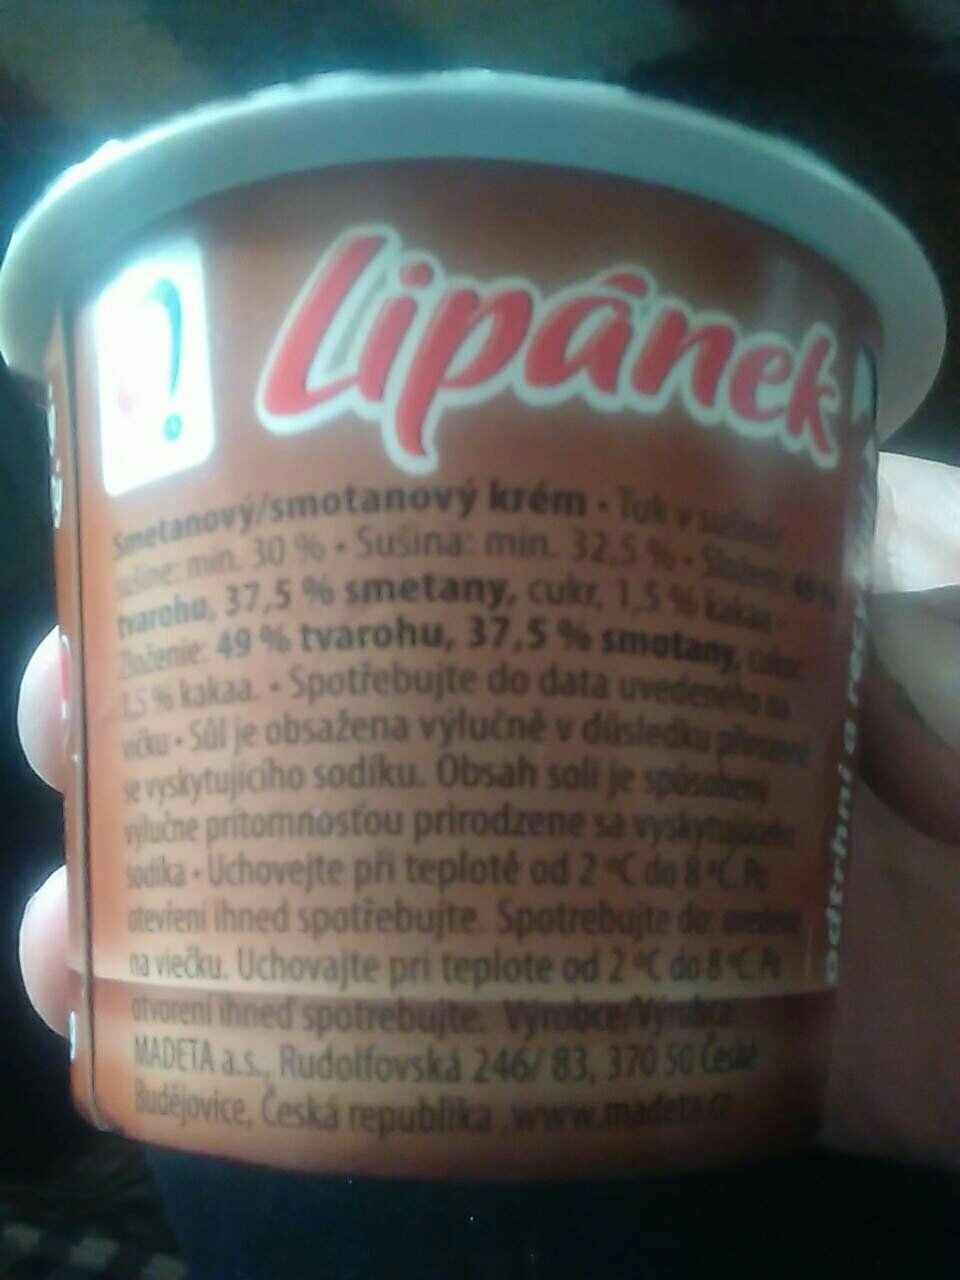 !
Lipánek
Smetanový/smotanový krém • Tuk v sušině/
sušine: min. 30 % • Sušina: min. 32,5 % • Složení: 49 %
tvarohu, 37,5 % smetany, cukr, 1,5 % kakaa •
Zloženie: 49 % tvarohu, 37,5 % smotany, cukor,
1,5 % kakaa. • Spotřebujte do data uvedeného na
víčku • Sůl je obsažena výlučně v důsledku přirozeně
se vyskytujícího sodíku. Obsah soli je spôsobený
výlučne prítomnosťou prirodzene sa vyskytujúceho
sodíka • Uchovejte při teplotě od 2 °C do 8 °C. Po
otevření ihned spotřebujte. Spotrebujte do: uvedené
na viečku. Uchovajte pri teplote od 2 °C do 8 °C. Po
otvorení ihneď spotrebujte. Výrobce/Výrobca:
MADETA a.s., Rudolfovská 246/ 83, 370 50 České
Budějovice, Česká republika, www.madeta.cz
odtrhni a